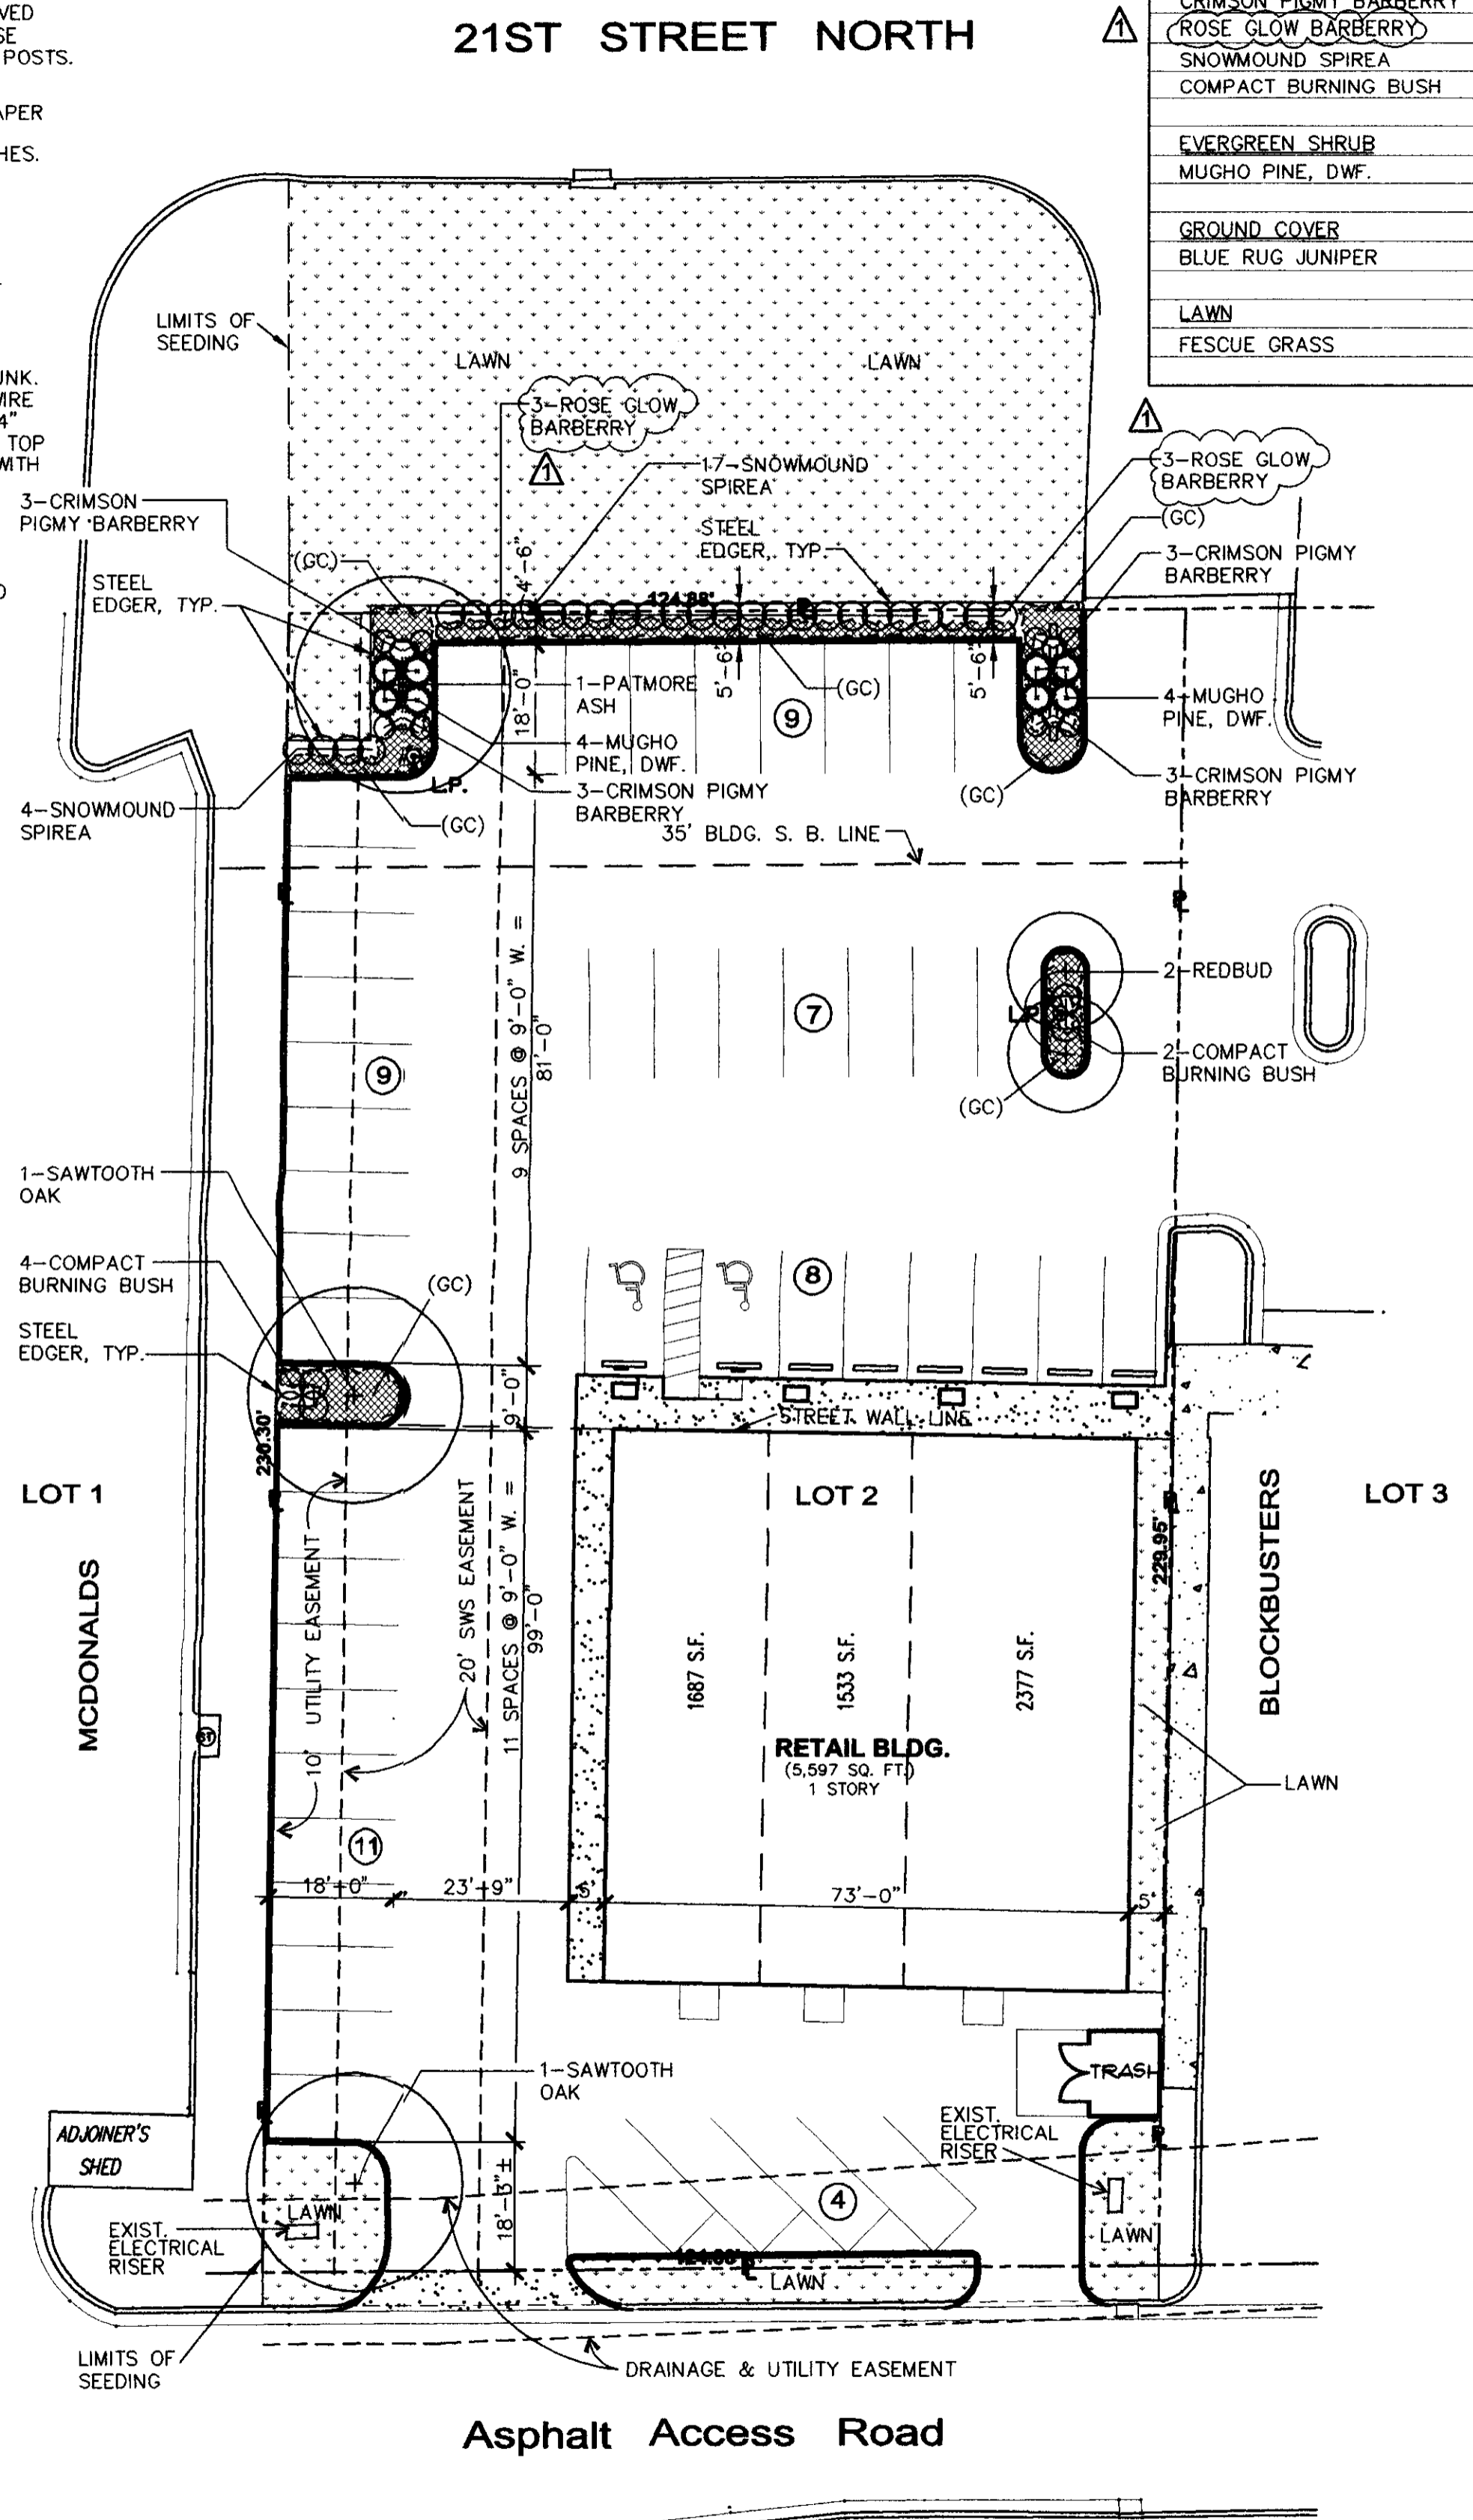 21ST STREET NORTH
POSTS.
CRIMSON PIGMY BARBERRY
1
ROSE GLOW BARBERRY
SNOWMOUND SPIREA
COMPACT BURNING BUSH
EVERGREEN SHRUB
MUGHO PINE, DWF.
GROUND COVER
BLUE RUG JUNIPER
LAWN
FESCUE GRASS
TOP
LIMITS OF
SEEDING
LAWN
LAWN
3-ROSE GLOW
BARBERRY
1
17-SNOWMOUND
SPIREA
STEEL
EDGER, TYP.
1
3-ROSE GLOW
BARBERRY
(GC)
3-CRIMSON PIGMY
BARBERRY
3-CRIMSON
PIGMY BARBERRY
(GC)
STEEL
EDGER, TYP.
4'-6"
124.88'
5'-6"
5'-6"
18'-0"
1-PATMORE
ASH
(GC)
9
4-MUGHO
PINE, DWF.
4-MUGHO
PINE, DWF.
L.P.
3-CRIMSON PIGMY
BARBERRY
(GC)
3-CRIMSON PIGMY
BARBERRY
4-SNOWMOUND
SPIREA
(GC)
35' BLDG. S. B. LINE
9 SPACES @ 9'-0" W. =
81'-0"
2-REDBUD
7
L.P.
2-COMPACT
BURNING BUSH
9
(GC)
1-SAWTOOTH
OAK
4-COMPACT
BURNING BUSH
(GC)
8
STEEL
EDGER, TYP.
9'-0"
STREET WALL LINE
230.30'
LOT 1
LOT 2
LOT 3
MCDONALDS
10' UTILITY EASEMENT
20' SWS EASEMENT
11 SPACES @ 9'-0" W. =
99'-0"
229.95'
BLOCKBUSTERS
1687 S.F.
1533 S.F.
2377 S.F.
RETAIL BLDG.
(5,597 SQ. FT.)
1 STORY
LAWN
11
18'-0"
23'-9"
5'
73'-0"
5'
1-SAWTOOTH
OAK
TRASH
ADJOINER'S
SHED
EXIST.
ELECTRICAL
RISER
18'-3"±
4
LAWN
LAWN
EXIST.
ELECTRICAL
RISER
124.88'
LAWN
LIMITS OF
SEEDING
DRAINAGE & UTILITY EASEMENT
Asphalt Access Road